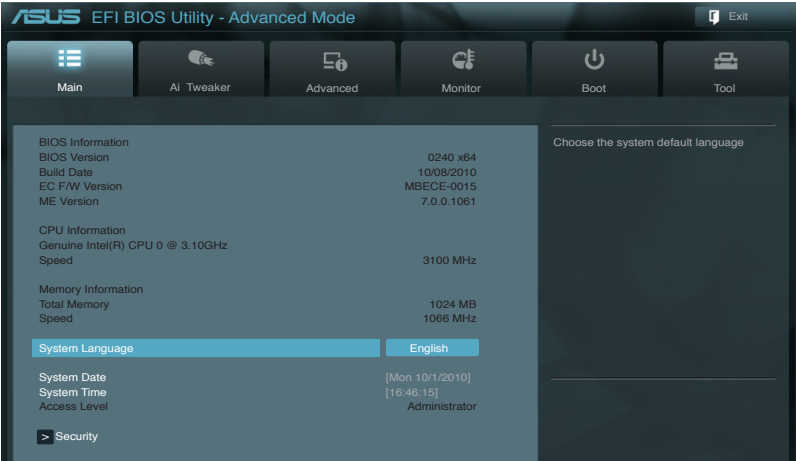 ASUS EFI BIOS Utility - Advanced Mode
Exit
Main
Ai Tweaker
Advanced
Monitor
Boot
Tool
BIOS Information
BIOS Version 0240 x64
Build Date 10/08/2010
EC F/W Version MBECE-0015
ME Version 7.0.0.1061
CPU Information
Genuine Intel(R) CPU 0 @ 3.10GHz
Speed 3100 MHz
Memory Information
Total Memory 1024 MB
Speed 1066 MHz
System Language English
System Date [Mon 10/1/2010]
System Time [16:46:15]
Access Level Administrator
> Security
Choose the system default language